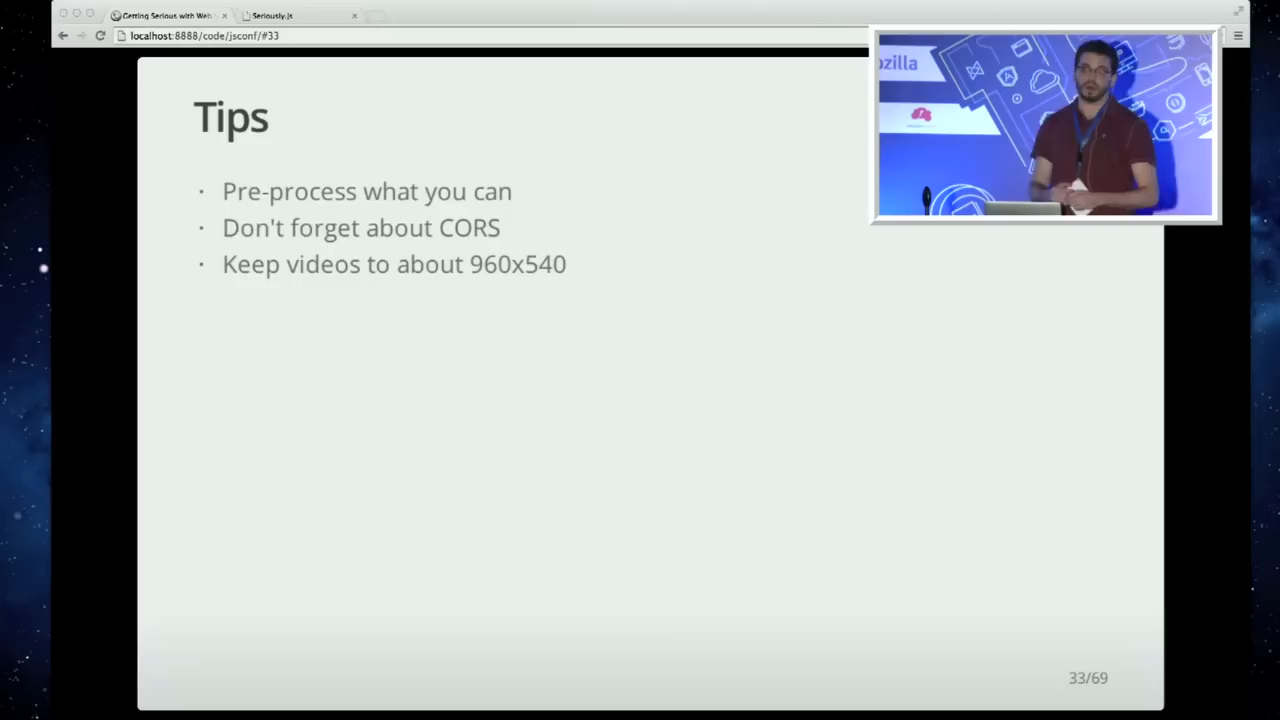 Getting Serious with Web
Seriously.js
localhost:8888/code/jsconf/#33
ozilla
Tips
· Pre-process what you can
· Don't forget about CORS
· Keep videos to about 960x540
33/69